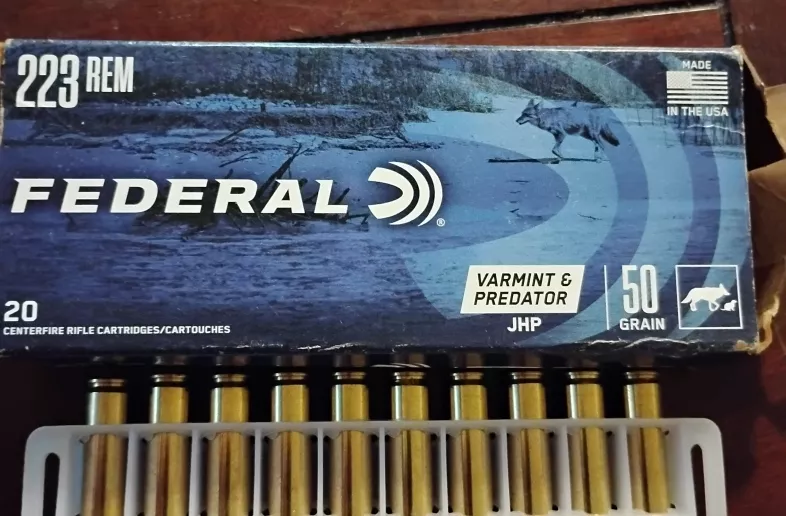 223 REM
MADE
IN THE USA
FEDERAL®
VARMINT &
PREDATOR
JHP
50
GRAIN
20
CENTERFIRE RIFLE CARTRIDGES/CARTOUCHES